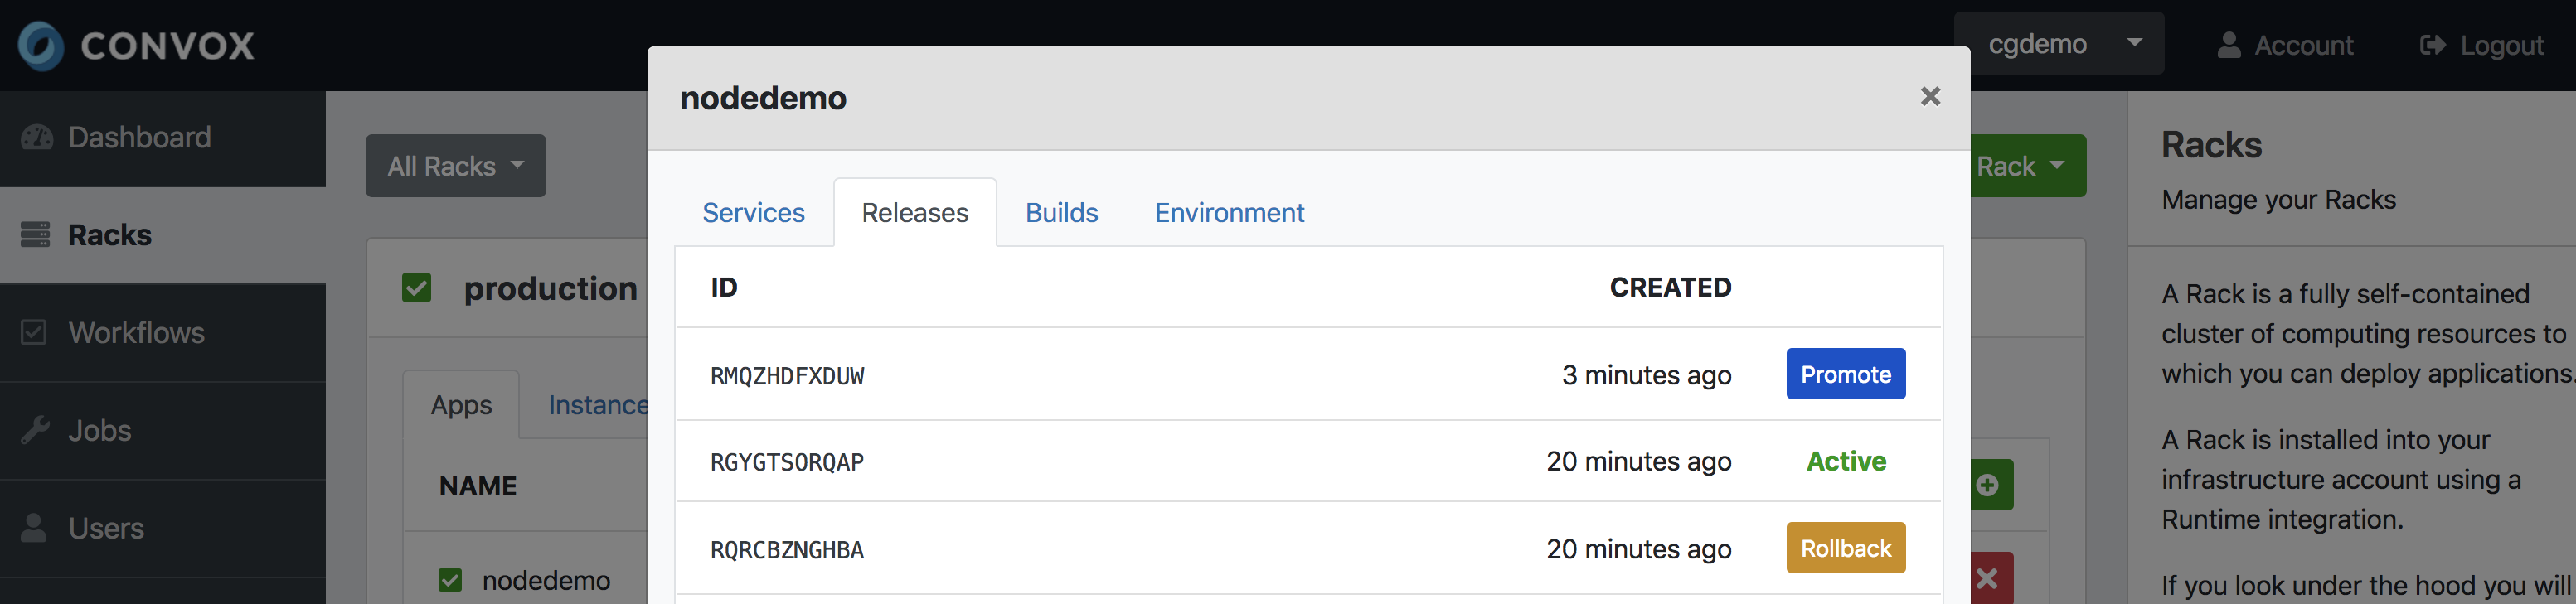 CONVOX
cgdemo
Account
Logout
Dashboard
Racks
Workflows
Jobs
Users
All Racks
Rack
production
Apps
Instance
NAME
nodedemo
nodedemo
×
Services
Releases
Builds
Environment
ID CREATED
RMQZHDFXDUW 3 minutes ago Promote
RGYGTSORQAP 20 minutes ago Active
RQRCBZNGHBA 20 minutes ago Rollback
Racks
Manage your Racks
A Rack is a fully self-contained
cluster of computing resources to
which you can deploy applications.
A Rack is installed into your
infrastructure account using a
Runtime integration.
If you look under the hood you will